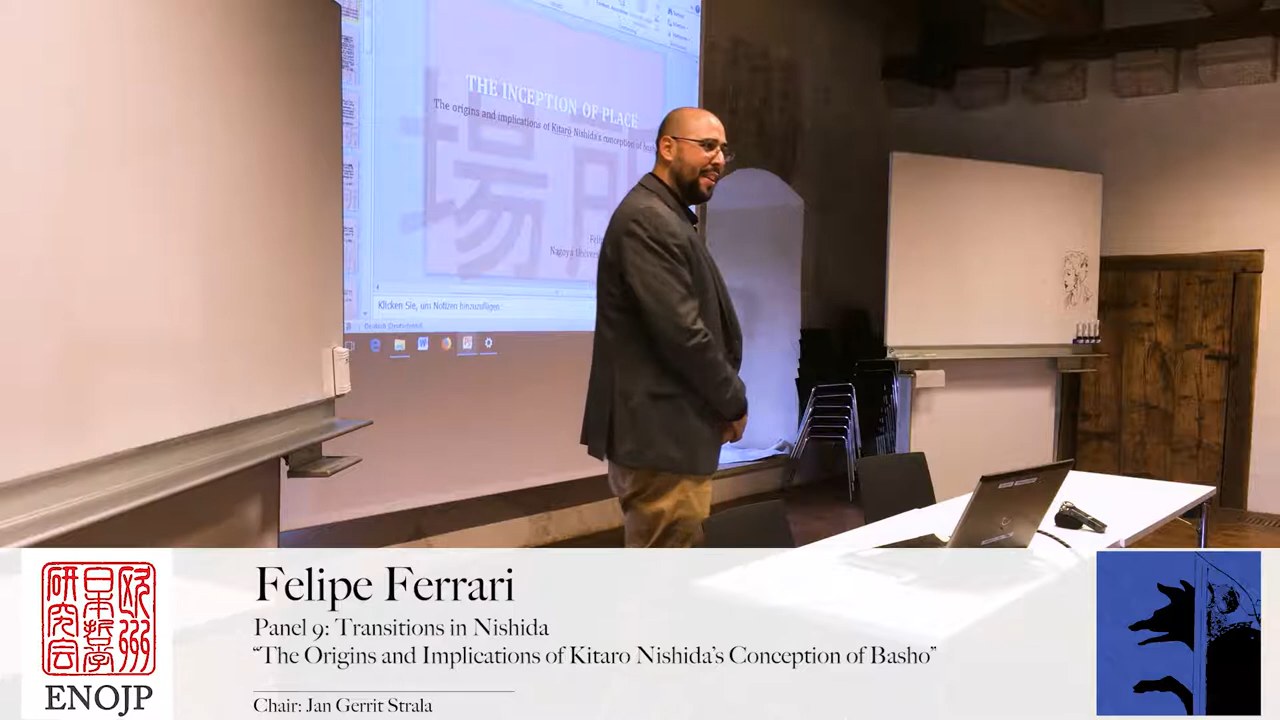 THE INCEPTION OF PLACE
The origins and implications of Kitarō Nishida's conception of
場所
Nagoya
Klicken Sie, um Notizen hinzuzufügen
Deutsch (Deutschland)
欧州
日本哲学
研究会
ENOJP
Felipe Ferrari
Panel 9: Transitions in Nishida
"The Origins and Implications of Kitaro Nishida's Conception of Basho"
Chair: Jan Gerrit Strala